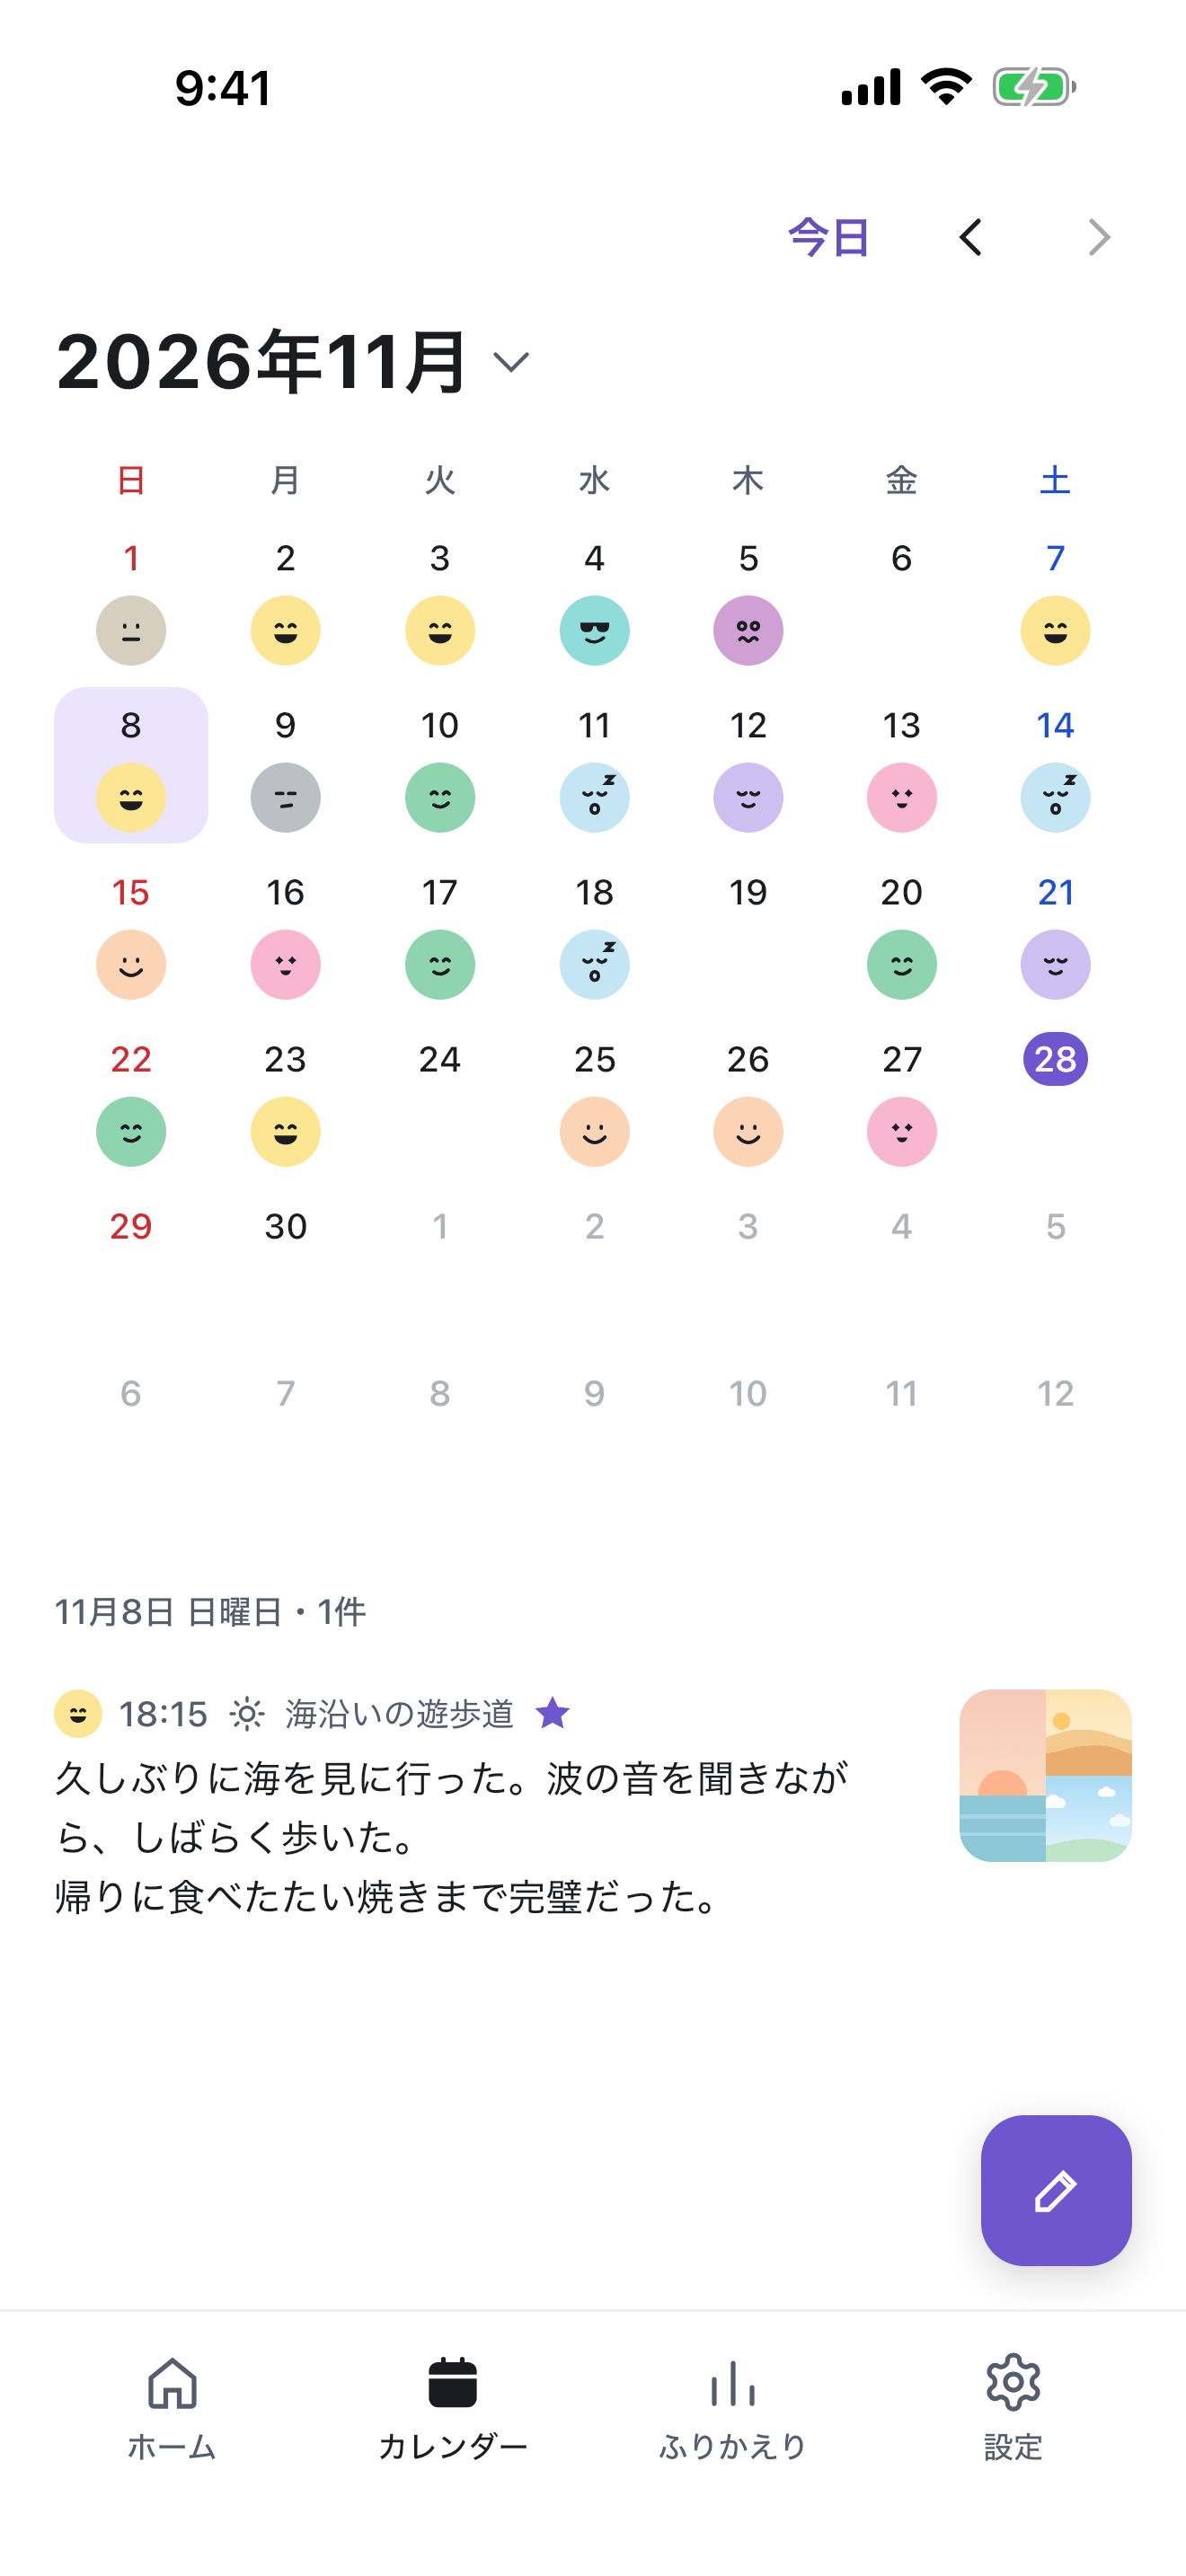 9:41
今日
2026年11月
日 月 火 水 木 金 土
1 2 3 4 5 6 7
8 9 10 11 12 13 14
15 16 17 18 19 20 21
22 23 24 25 26 27 28
29 30 1 2 3 4 5
6 7 8 9 10 11 12
11月8日 日曜日・1件
18:15 海沿いの遊歩道
久しぶりに海を見に行った。波の音を聞きなが
ら、しばらく歩いた。
帰りに食べたたい焼きまで完璧だった。
ホーム カレンダー ふりかえり 設定